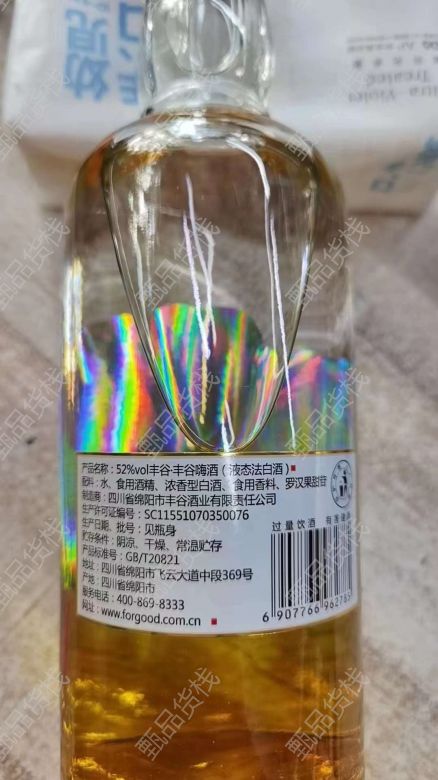 幼児
Treated
产品名称：52%vol丰谷·丰谷嗨酒（液态法白酒）
配料：水、食用酒精、浓香型白酒、食用香料、罗汉果甜苷
制造商：四川省绵阳市丰谷酒业有限责任公司
生产许可证编号：SC11551070350076
生产日期、批号：见瓶身
贮存条件：阴凉、干燥、常温贮存
产品标准号：GB/T20821
地址：四川省绵阳市飞云大道中段369号
产地：四川省绵阳市
服务电话：400-869-8333
网址：www.forgood.com.cn
过量饮酒 有害健康
6 907766 96278
甄品货栈